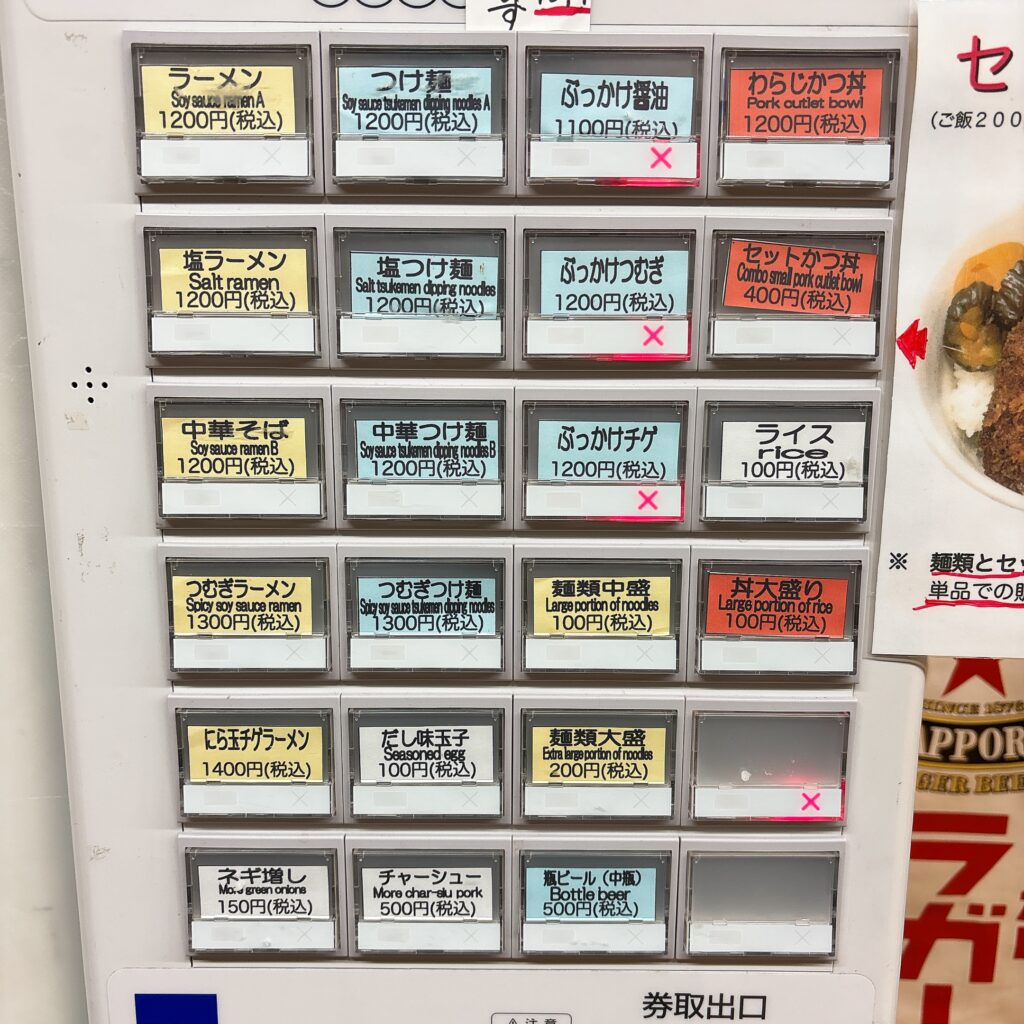 ラーメン
Soy sauce ramen A
1200円(税込)
つけ麺
Soy sauce tsukemen dipping noodles A
1200円(税込)
ぶっかけ醤油
1100円(税込)
×
わらじかつ丼
Pork cutlet bowl
1200円(税込)
塩ラーメン
Salt ramen
1200円(税込)
塩つけ麺
Salt tsukemen dipping noodles
1200円(税込)
ぶっかけつむぎ
1200円(税込)
×
セットかつ丼
Combo small pork cutlet bowl
400円(税込)
中華そば
Soy sauce ramen B
1200円(税込)
中華つけ麺
Soy sauce tsukemen dipping noodles B
1200円(税込)
ぶっかけチゲ
1200円(税込)
×
ライス
rice
100円(税込)
つむぎラーメン
Spicy soy sauce ramen
1300円(税込)
つむぎつけ麺
Spicy soy sauce tsukemen dipping noodles
1300円(税込)
麺類中盛
Large portion of noodles
100円(税込)
丼大盛り
Large portion of rice
100円(税込)
にら玉チゲラーメン
1400円(税込)
だし味玉子
Seasoned egg
100円(税込)
麺類大盛
Extra large portion of noodles
200円(税込)
×
ネギ増し
More green onions
150円(税込)
チャーシュー
More char-siu pork
500円(税込)
瓶ビール(中瓶)
Bottle beer
500円(税込)
券取出口
注意
セ
(ご飯200
※ 麺類とセッ
単品での販
SINCE 1876
APPOR
GER BEE
ラガー